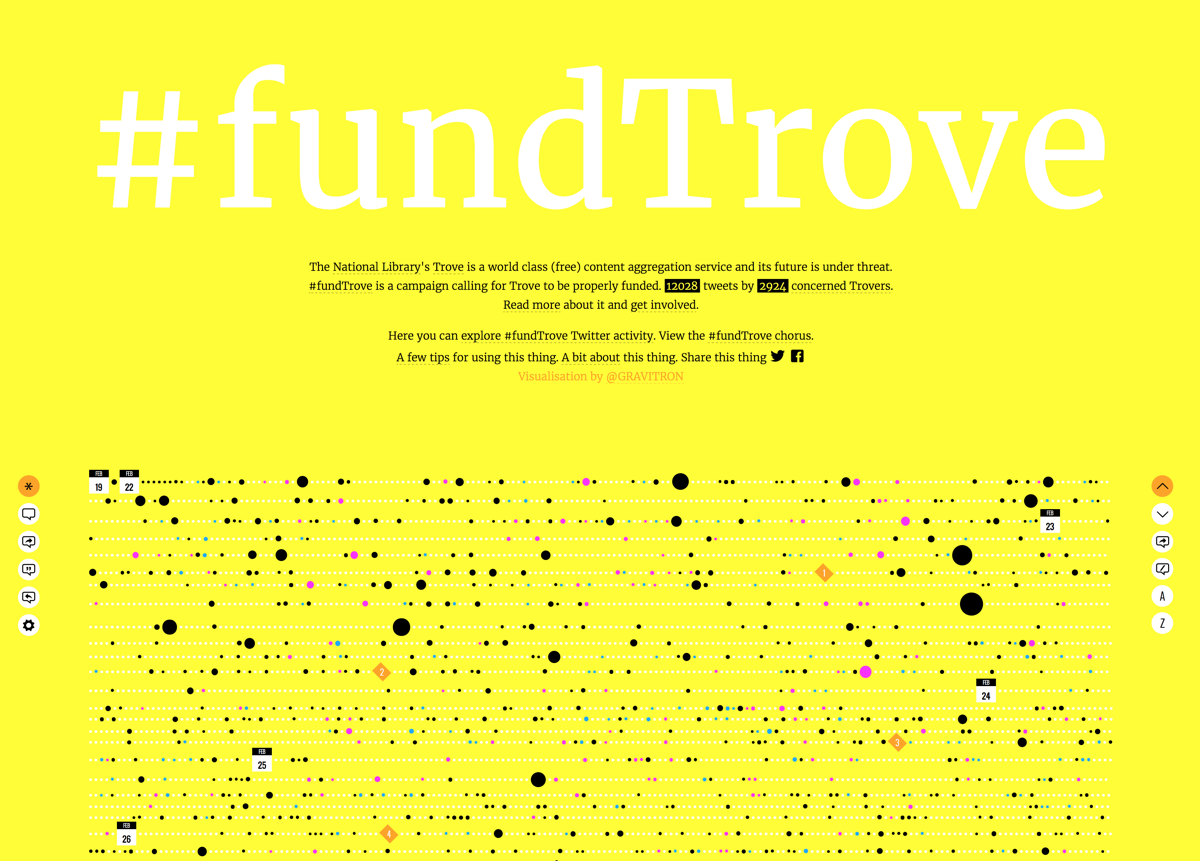 #fundTrove
The National Library's Trove is a world class (free) content aggregation service and its future is under threat.
#fundTrove is a campaign calling for Trove to be properly funded. 12028 tweets by 2924 concerned Trovers.
Read more about it and get involved.
Here you can explore #fundTrove Twitter activity. View the #fundTrove chorus.
A few tips for using this thing. A bit about this thing. Share this thing
Visualisation by @GRAVITRON
FEB
19
FEB
22
FEB
23
1
A
Z
2
FEB
24
3
FEB
25
FEB
26
4